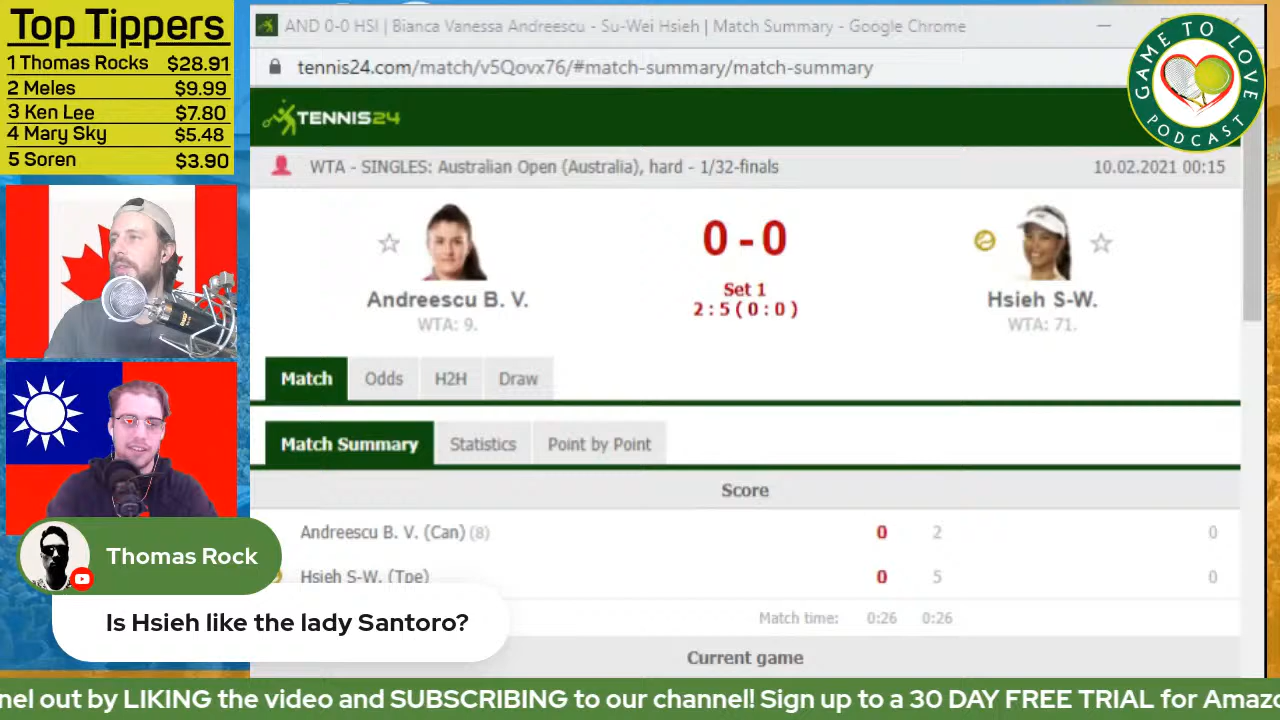 Top Tippers
1 Thomas Rocks $28.91
2 Meles $9.99
3 Ken Lee $7.80
4 Mary Sky $5.48
5 Soren $3.90
AND 0-0 HSI | Bianca Vanessa Andreescu - Su-Wei Hsieh | Match Summary - Google Chrome
tennis24.com/match/v5Qovx76/#match-summary/match-summary
GAME TO LOVE
PODCAST
TENNIS24
WTA - SINGLES: Australian Open (Australia), hard - 1/32-finals 10.02.2021 00:15
0 - 0
Set 1
2 : 5 ( 0 : 0 )
Andreescu B. V.
WTA: 9.
Hsieh S-W.
WTA: 71.
Match Odds H2H Draw
Match Summary Statistics Point by Point
Score
Andreescu B. V. (Can) (8) 0 2 0
Hsieh S-W. (Tpe) 0 5 0
Match time: 0:26 0:26
Current game
Thomas Rock
Is Hsieh like the lady Santoro?
nel out by LIKING the video and SUBSCRIBING to our channel! Sign up to a 30 DAY FREE TRIAL for Amazo